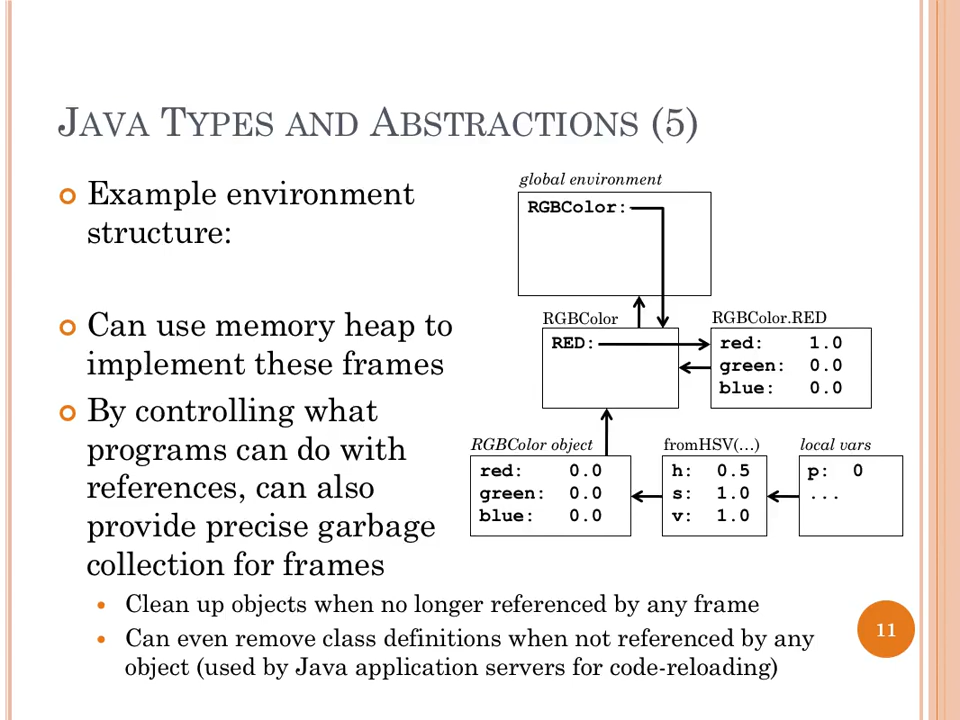 JAVA TYPES AND ABSTRACTIONS (5)
Example environment
structure:
Can use memory heap to
implement these frames
By controlling what
programs can do with
references, can also
provide precise garbage
collection for frames
Clean up objects when no longer referenced by any frame
Can even remove class definitions when not referenced by any
object (used by Java application servers for code-reloading)
global environment
RGBColor:
RGBColor
RED:
RGBColor.RED
red: 1.0
green: 0.0
blue: 0.0
RGBColor object
red: 0.0
green: 0.0
blue: 0.0
fromHSV(…)
h: 0.5
s: 1.0
v: 1.0
local vars
p: 0
...
11